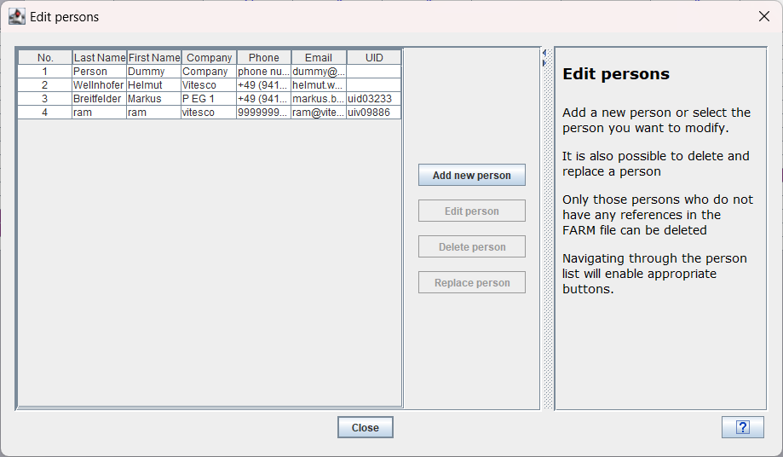 Edit persons
No. Last Name First Name Company Phone Email UID
1 Person Dummy Company phone nu... dummy@...
2 Wellnhofer Helmut Vitesco +49 (941... helmut.w...
3 Breitfelder Markus P EG 1 +49 (941... markus.b... uid03233
4 ram ram vitesco 9999999... ram@vite... uiv09886
Add new person
Edit person
Delete person
Replace person
Edit persons
Add a new person or select the
person you want to modify.
It is also possible to delete and
replace a person
Only those persons who do not
have any references in the
FARM file can be deleted
Navigating through the person
list will enable appropriate
buttons.
Close
?